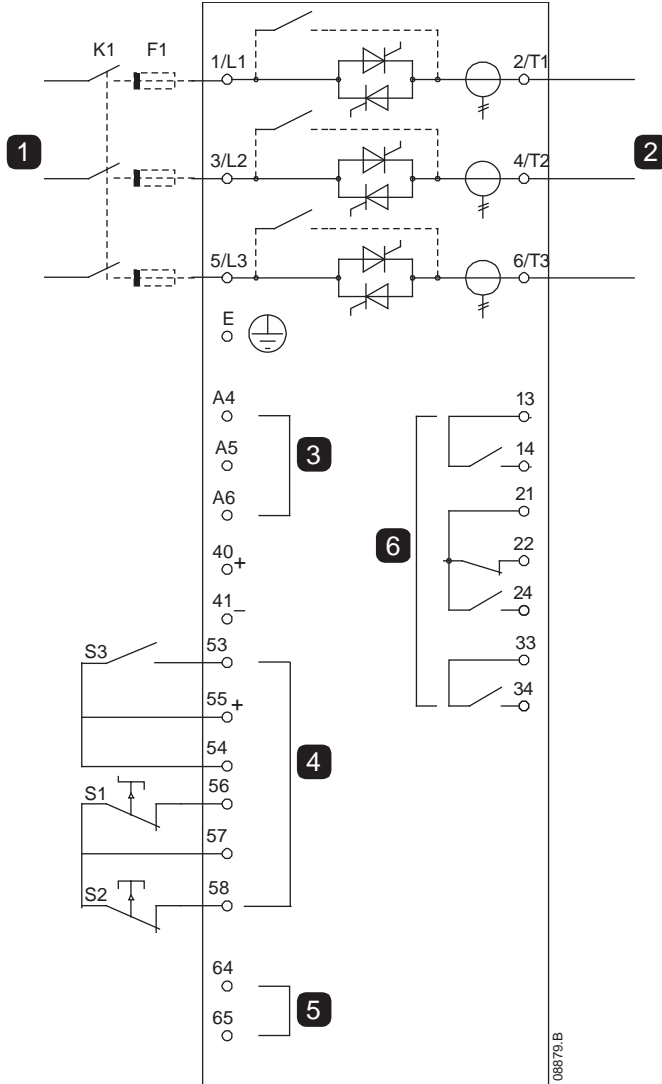 K1 F1
1/L1 2/T1
1 2
3/L2 4/T2
5/L3 6/T3
E
A4 13
A5 14
3
A6 21
6 22
40 +
24
41 –
S3 53 33
55 + 34
54
4
S1 56
57
S2 58
64
5
65
08879.B